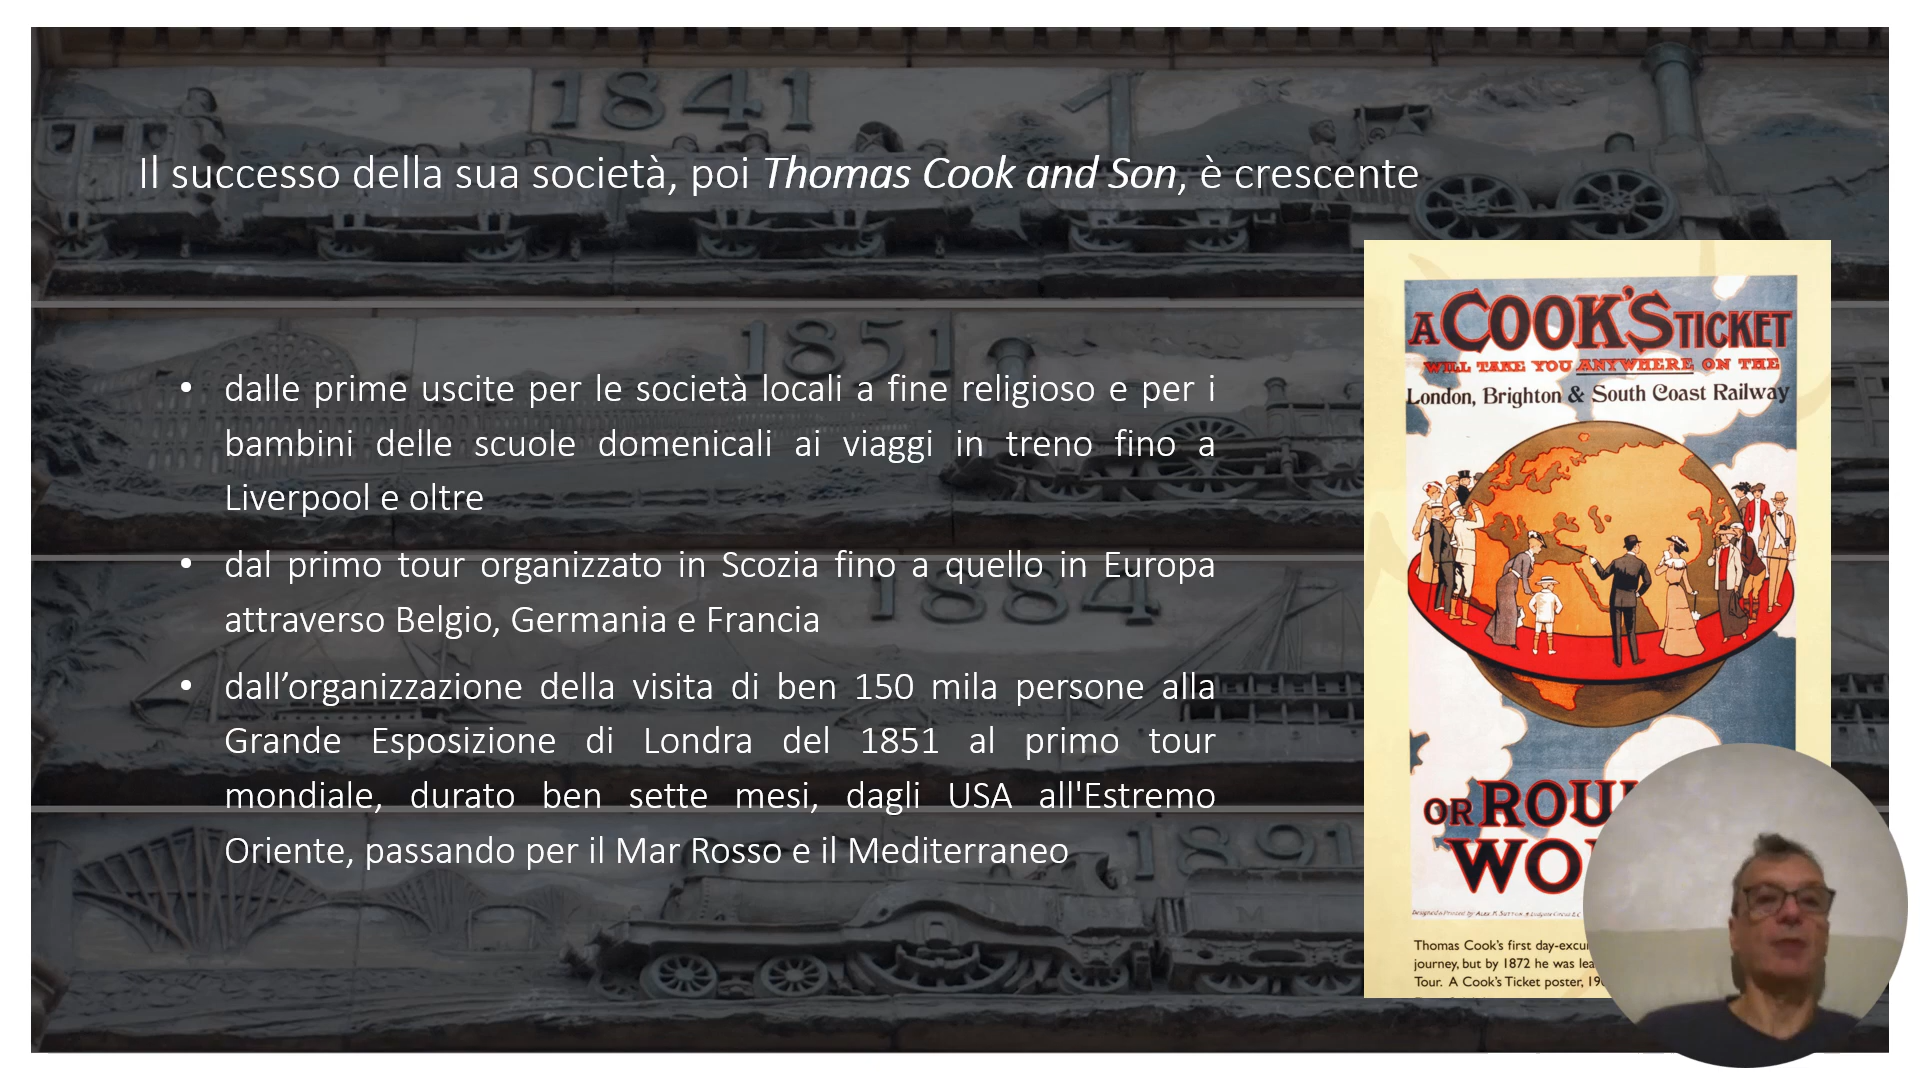 1841
Il successo della sua società, poi Thomas Cook and Son, è crescente
1851
dalle prime uscite per le società locali a fine religioso e per i
bambini delle scuole domenicali ai viaggi in treno fino a
Liverpool e oltre
dal primo tour organizzato in Scozia fino a quello in Europa
attraverso Belgio, Germania e Francia
1884
dall’organizzazione della visita di ben 150 mila persone alla
Grande Esposizione di Londra del 1851 al primo tour
mondiale, durato ben sette mesi, dagli USA all'Estremo
Oriente, passando per il Mar Rosso e il Mediterraneo
1891
M
A COOK'S TICKET
WILL TAKE YOU ANYWHERE ON THE
London, Brighton & South Coast Railway
OR
Thomas Cook's first day-
journey, but by 1872 he was
Tour. A Cook's Ticket poster,